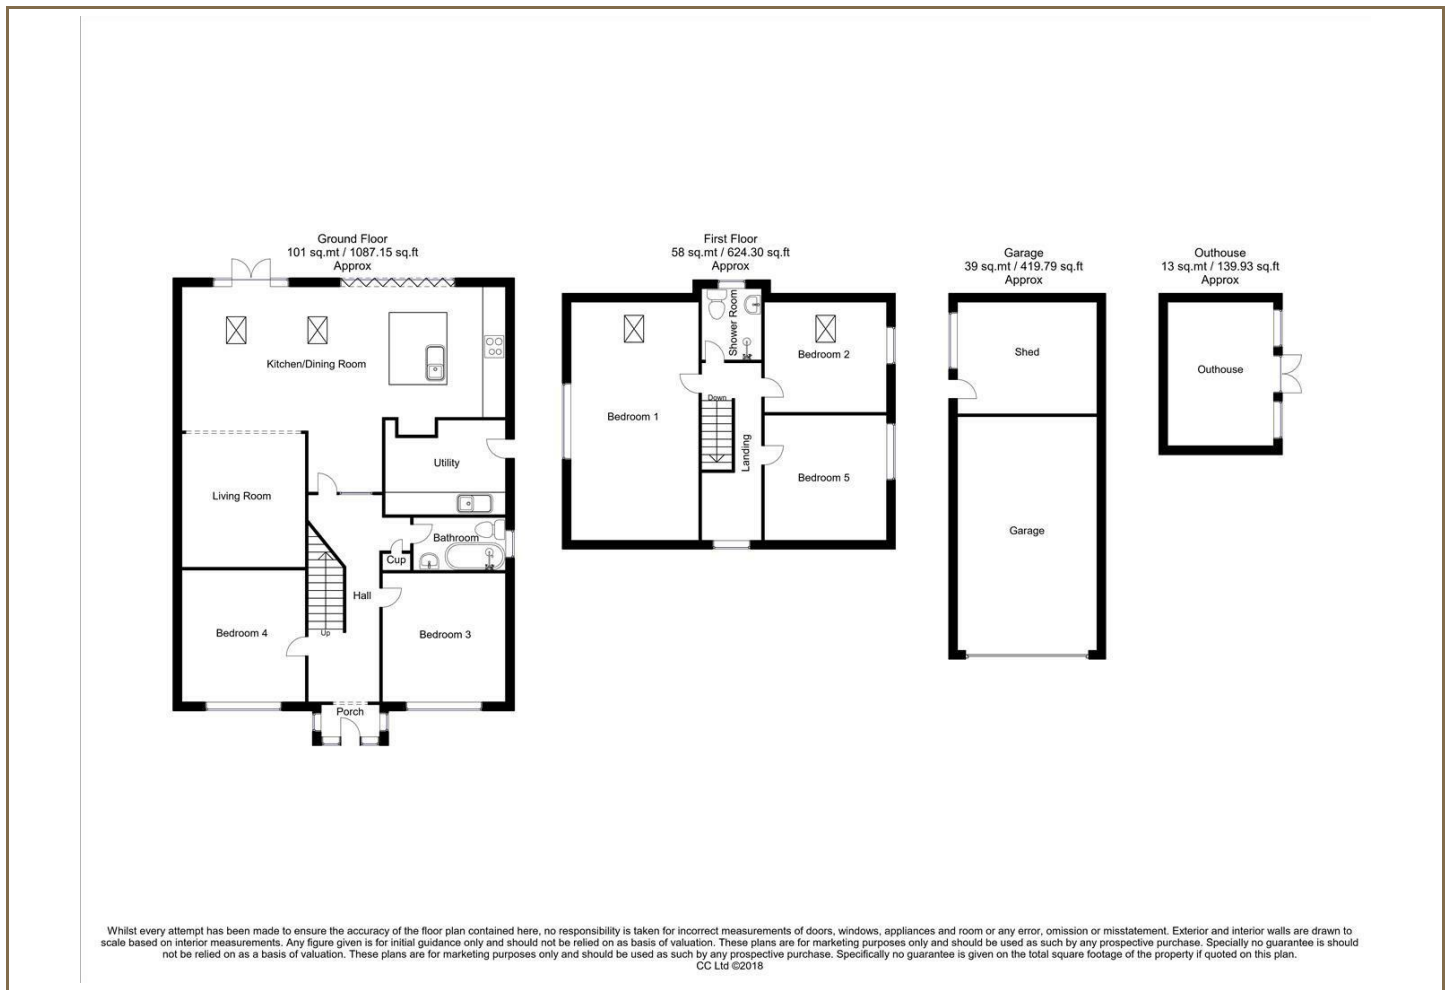 Ground Floor
101 sq.mt / 1087.15 sq.ft
Approx
Kitchen/Dining Room
Utility
Living Room
Bathroom
Cup
Hall
Bedroom 4
Up
Bedroom 3
Porch
First Floor
58 sq.mt / 624.30 sq.ft
Approx
Shower Room
Bedroom 2
Down
Bedroom 1
Landing
Bedroom 5
Garage
39 sq.mt / 419.79 sq.ft
Approx
Shed
Garage
Outhouse
13 sq.mt / 139.93 sq.ft
Approx
Outhouse
Whilst every attempt has been made to ensure the accuracy of the floor plan contained here, no responsibility is taken for incorrect measurements of doors, windows, appliances and room or any error, omission or misstatement. Exterior and interior walls are drawn to
scale based on interior measurements. Any figure given is for initial guidance only and should not be relied on as basis of valuation. These plans are for marketing purposes only and should be used as such by any prospective purchase. Specially no guarantee is should
not be relied on as a basis of valuation. These plans are for marketing purposes only and should be used as such by any prospective purchase. Specifically no guarantee is given on the total square footage of the property if quoted on this plan.
CC Ltd ©2018